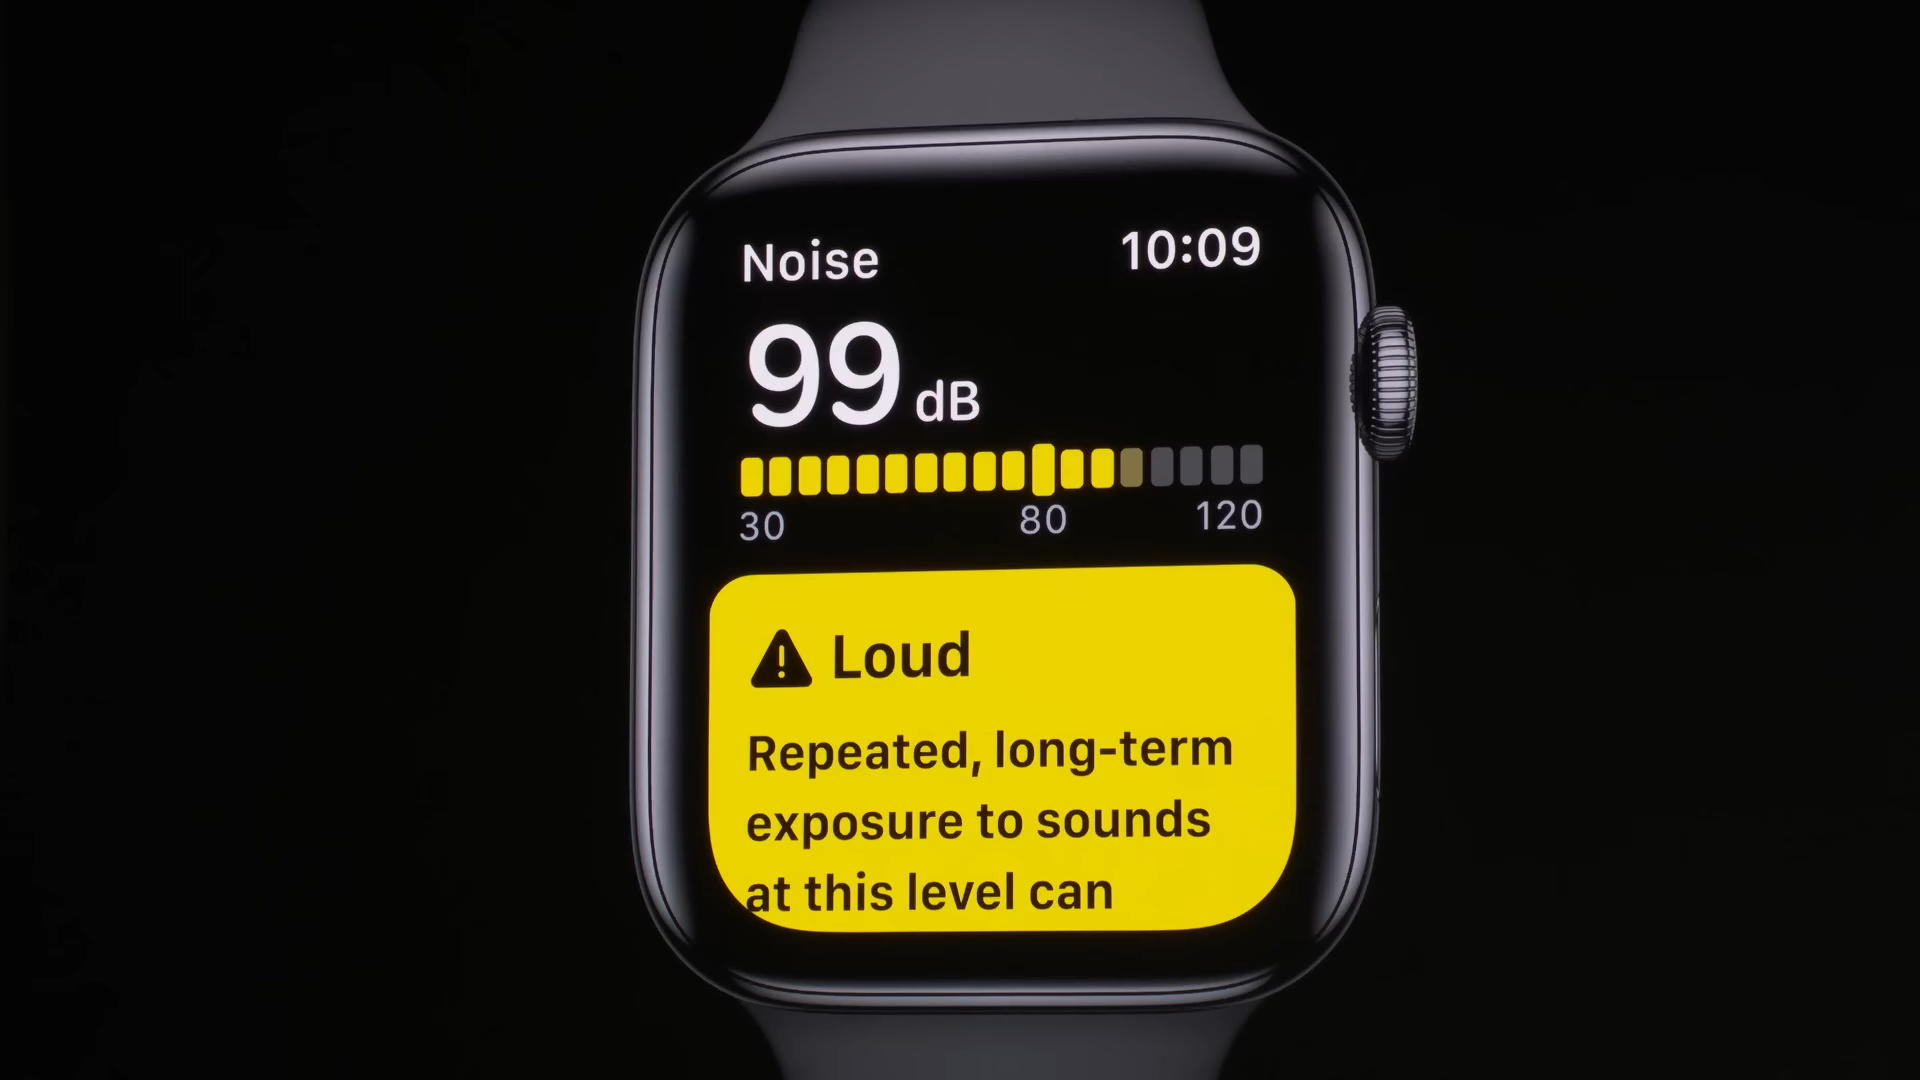 Noise 10:09
99 dB
30 80 120
Loud
Repeated, long-term
exposure to sounds
at this level can